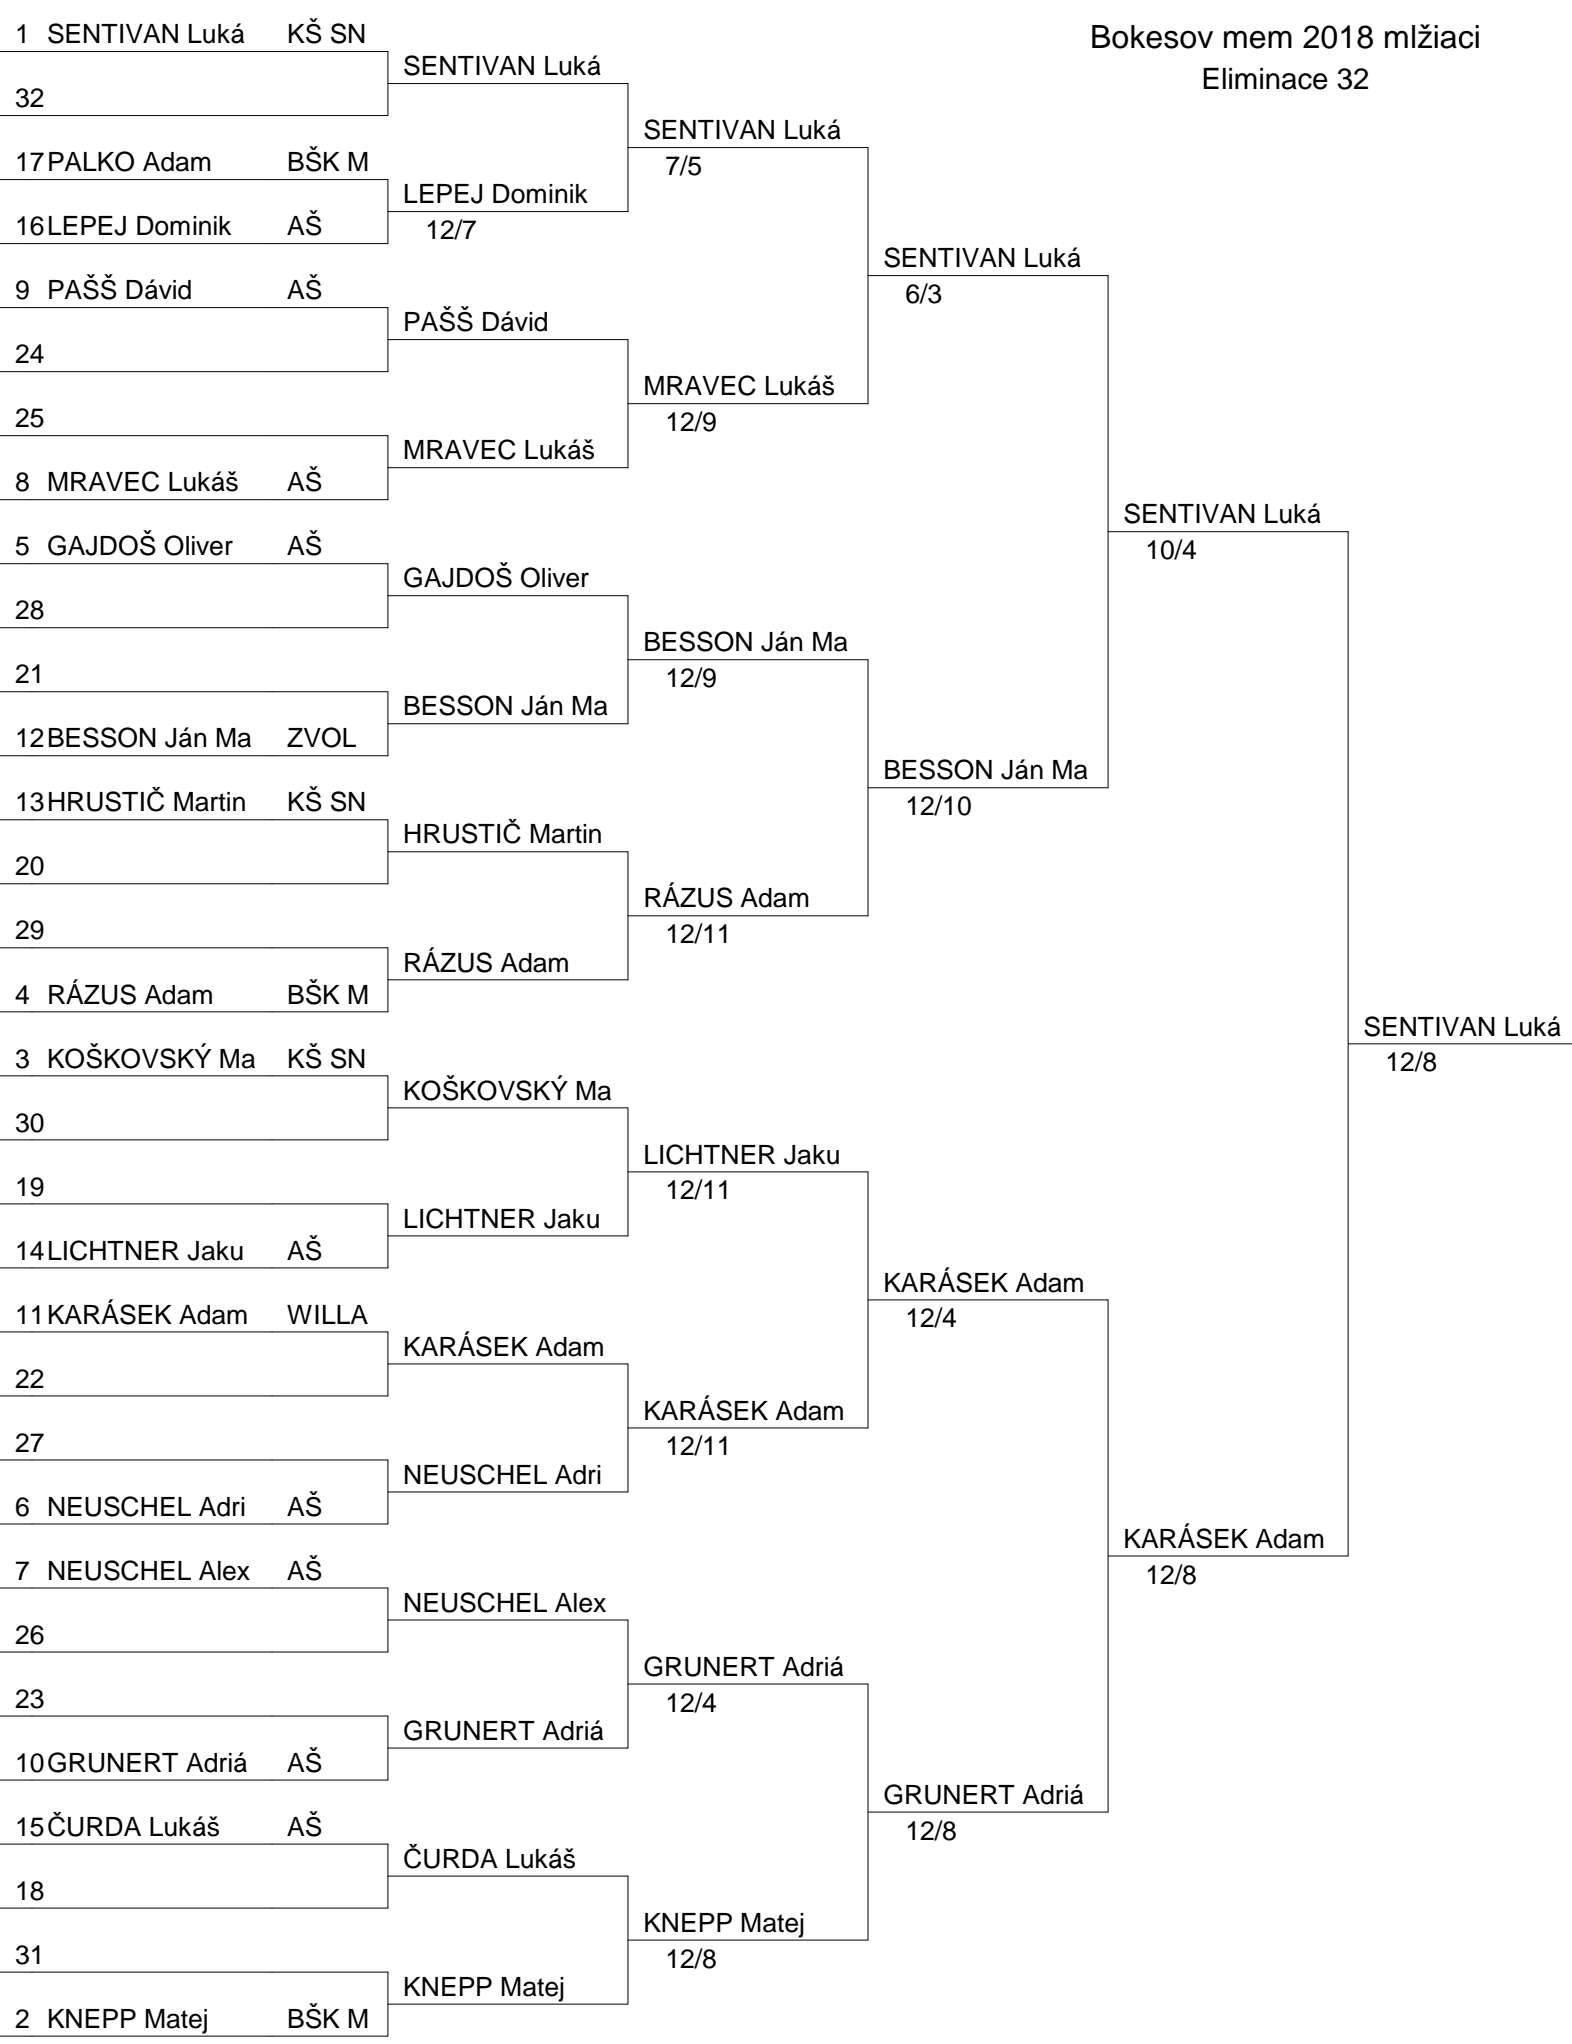 Bokesov mem 2018 mlžiaci
Eliminace 32
1 SENTIVAN Luká KŠ SN
32
17 PALKO Adam BŠK M
16 LEPEJ Dominik AŠ
9 PAŠŠ Dávid AŠ
24
25
8 MRAVEC Lukáš AŠ
5 GAJDOŠ Oliver AŠ
28
21
12 BESSON Ján Ma ZVOL
13 HRUSTIČ Martin KŠ SN
20
29
4 RÁZUS Adam BŠK M
3 KOŠKOVSKÝ Ma KŠ SN
30
19
14 LICHTNER Jaku AŠ
11 KARÁSEK Adam WILLA
22
27
6 NEUSCHEL Adri AŠ
7 NEUSCHEL Alex AŠ
26
23
10 GRUNERT Adriá AŠ
15 ČURDA Lukáš AŠ
18
31
2 KNEPP Matej BŠK M
SENTIVAN Luká
LEPEJ Dominik
12/7
PAŠŠ Dávid
MRAVEC Lukáš
GAJDOŠ Oliver
BESSON Ján Ma
HRUSTIČ Martin
RÁZUS Adam
KOŠKOVSKÝ Ma
LICHTNER Jaku
KARÁSEK Adam
NEUSCHEL Adri
NEUSCHEL Alex
GRUNERT Adriá
ČURDA Lukáš
KNEPP Matej
SENTIVAN Luká
7/5
MRAVEC Lukáš
12/9
BESSON Ján Ma
12/9
RÁZUS Adam
12/11
LICHTNER Jaku
12/11
KARÁSEK Adam
12/11
GRUNERT Adriá
12/4
KNEPP Matej
12/8
SENTIVAN Luká
6/3
BESSON Ján Ma
12/10
KARÁSEK Adam
12/4
GRUNERT Adriá
12/8
SENTIVAN Luká
10/4
KARÁSEK Adam
12/8
SENTIVAN Luká
12/8